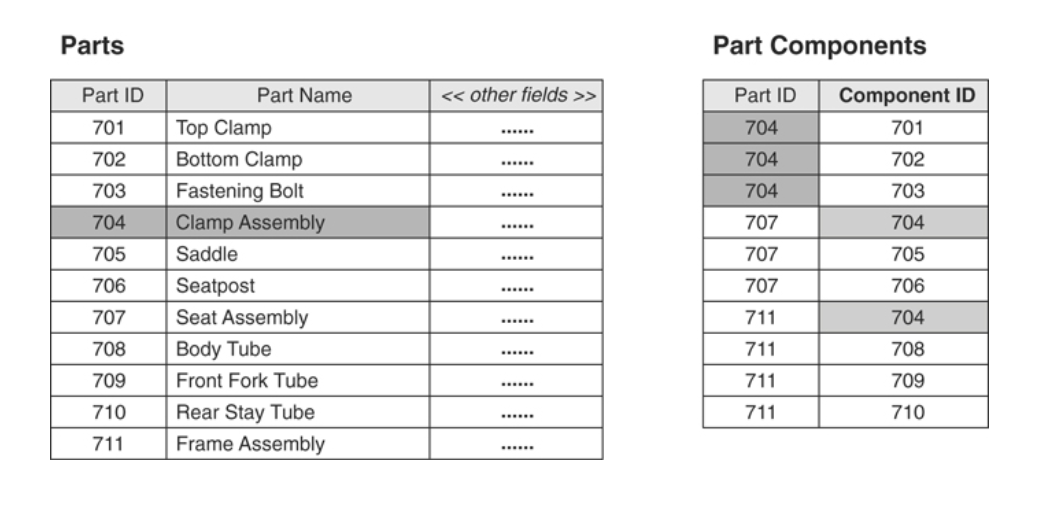 Parts
Part ID Part Name << other fields >>
701 Top Clamp ......
702 Bottom Clamp ......
703 Fastening Bolt ......
704 Clamp Assembly ......
705 Saddle ......
706 Seatpost ......
707 Seat Assembly ......
708 Body Tube ......
709 Front Fork Tube ......
710 Rear Stay Tube ......
711 Frame Assembly ......
Part Components
Part ID Component ID
704 701
704 702
704 703
707 704
707 705
707 706
711 704
711 708
711 709
711 710